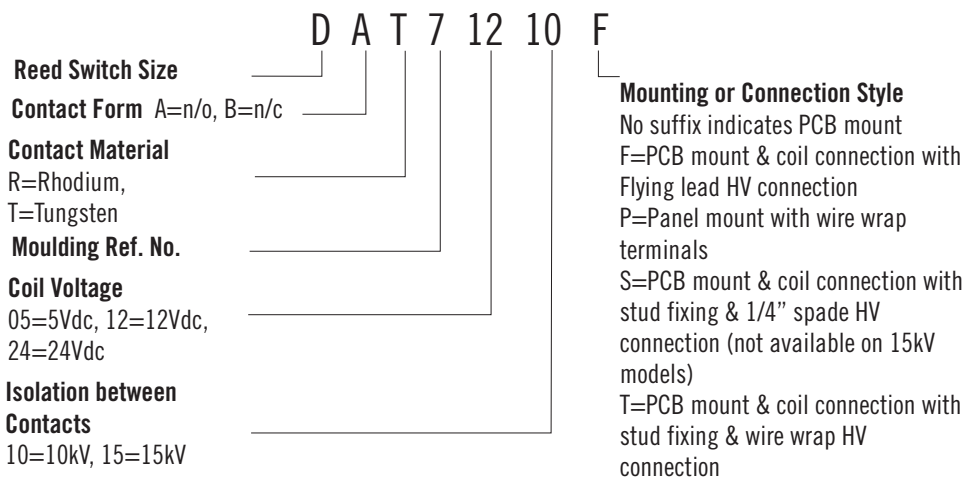 D A T 7 12 10 F
Reed Switch Size
Contact Form A=n/o, B=n/c
Contact Material
R=Rhodium,
T=Tungsten
Moulding Ref. No.
Coil Voltage
05=5Vdc, 12=12Vdc,
24=24Vdc
Isolation between
Contacts
10=10kV, 15=15kV
Mounting or Connection Style
No suffix indicates PCB mount
F=PCB mount & coil connection with
Flying lead HV connection
P=Panel mount with wire wrap
terminals
S=PCB mount & coil connection with
stud fixing & 1/4” spade HV
connection (not available on 15kV
models)
T=PCB mount & coil connection with
stud fixing & wire wrap HV
connection